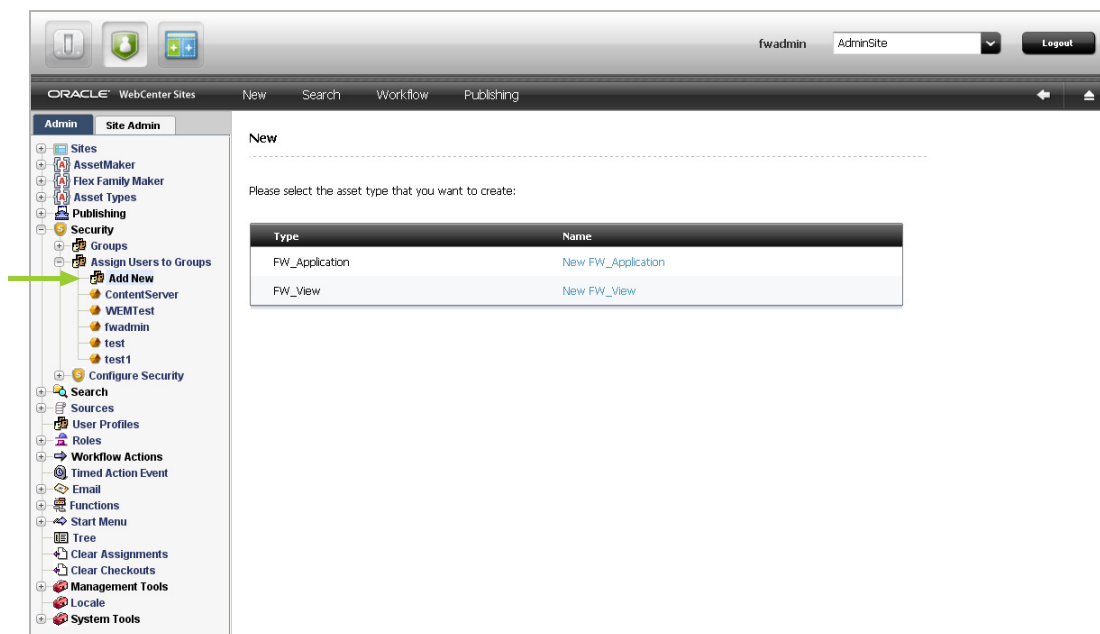 fwadmin AdminSite Logout
ORACLE WebCenter Sites New Search Workflow Publishing
Admin Site Admin
Sites
AssetMaker
Flex Family Maker
Asset Types
Publishing
Security
Groups
Assign Users to Groups
Add New
ContentServer
WEMTest
fwadmin
test
test1
Configure Security
Search
Sources
User Profiles
Roles
Workflow Actions
Timed Action Event
Email
Functions
Start Menu
Tree
Clear Assignments
Clear Checkouts
Management Tools
Locale
System Tools
New
Please select the asset type that you want to create:
Type Name
FW_Application New FW_Application
FW_View New FW_View